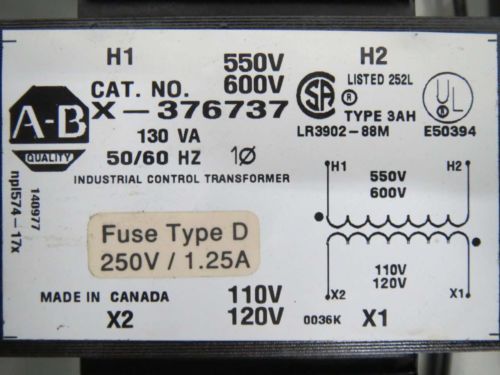 H1 550V H2
CAT. NO. 600V
X-376737
130 VA
50/60 HZ 1Ø
INDUSTRIAL CONTROL TRANSFORMER
A-B
QUALITY
140977
npl574-17x
SA
LISTED 252L
®
TYPE 3AH
LR3902-88M
UL
E50394
Fuse Type D
250V / 1.25A
H1 H2
550V
600V
110V
120V
X2 X1
MADE IN CANADA 110V
X2 120V 0036K X1